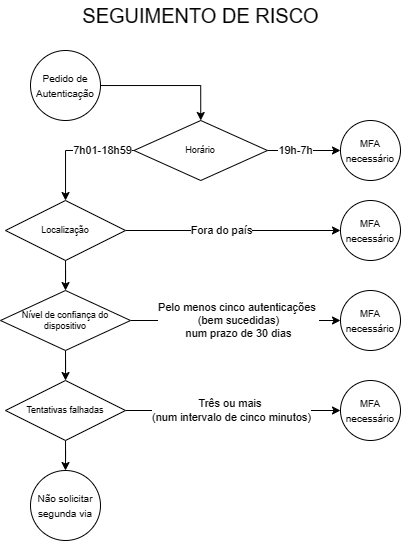 SEGUIMENTO DE RISCO
Pedido de
Autenticação
Horário
7h01-18h59
19h-7h
MFA
necessário
Localização
Fora do país
MFA
necessário
Nível de confiança do
dispositivo
Pelo menos cinco autenticações
(bem sucedidas)
num prazo de 30 dias
MFA
necessário
Tentativas falhadas
Três ou mais
(num intervalo de cinco minutos)
MFA
necessário
Não solicitar
segunda via